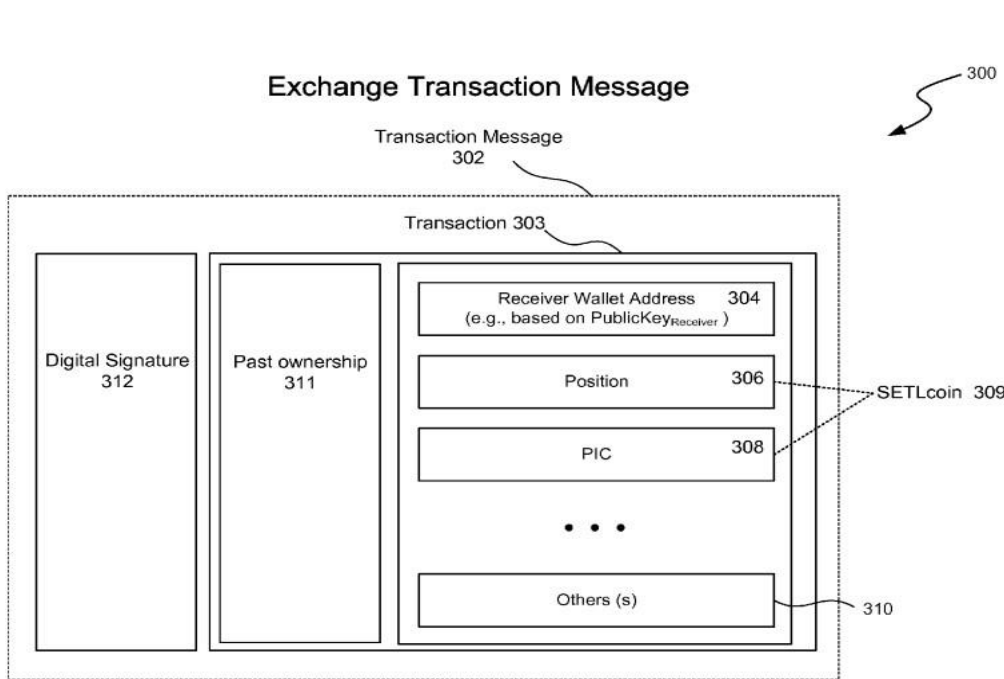 300
Exchange Transaction Message
Transaction Message
302
Transaction 303
Digital Signature
312
Past ownership
311
Receiver Wallet Address 304
(e.g., based on PublicKeyReceiver )
Position 306
SETLcoin 309
PIC 308
• • •
Others (s)
310